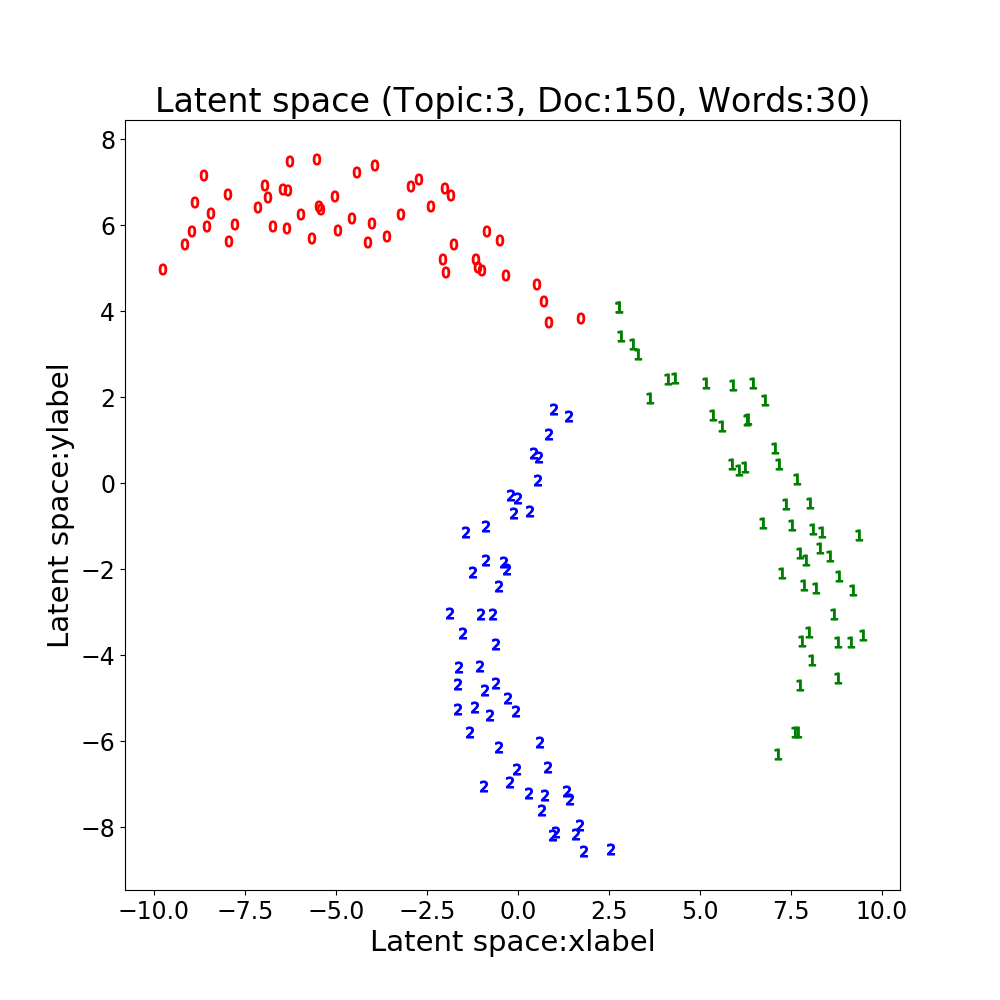 Latent space (Topic:3, Doc:150, Words:30)
8
6
4
2
0
−2
−4
−6
−8
Latent space:ylabel
−10.0 −7.5 −5.0 −2.5 0.0 2.5 5.0 7.5 10.0
Latent space:xlabel